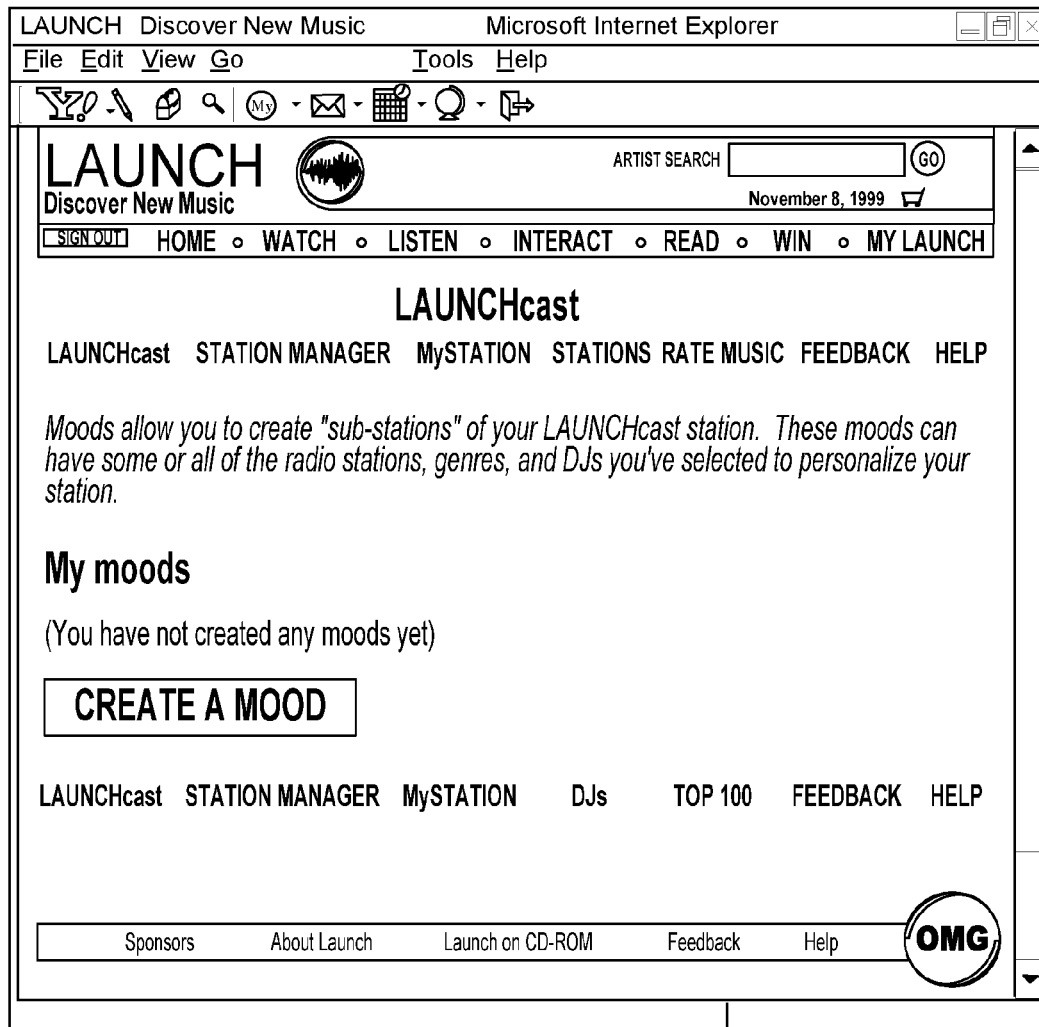 LAUNCH Discover New Music Microsoft Internet Explorer
File Edit View Go Tools Help
Y! My
LAUNCH
Discover New Music
ARTIST SEARCH GO
November 8, 1999
SIGN OUT HOME o WATCH o LISTEN o INTERACT o READ o WIN o MY LAUNCH
LAUNCHcast
LAUNCHcast STATION MANAGER MySTATION STATIONS RATE MUSIC FEEDBACK HELP
Moods allow you to create "sub-stations" of your LAUNCHcast station. These moods can
have some or all of the radio stations, genres, and DJs you've selected to personalize your
station.
My moods
(You have not created any moods yet)
CREATE A MOOD
LAUNCHcast STATION MANAGER MySTATION DJs TOP 100 FEEDBACK HELP
Sponsors About Launch Launch on CD-ROM Feedback Help OMG